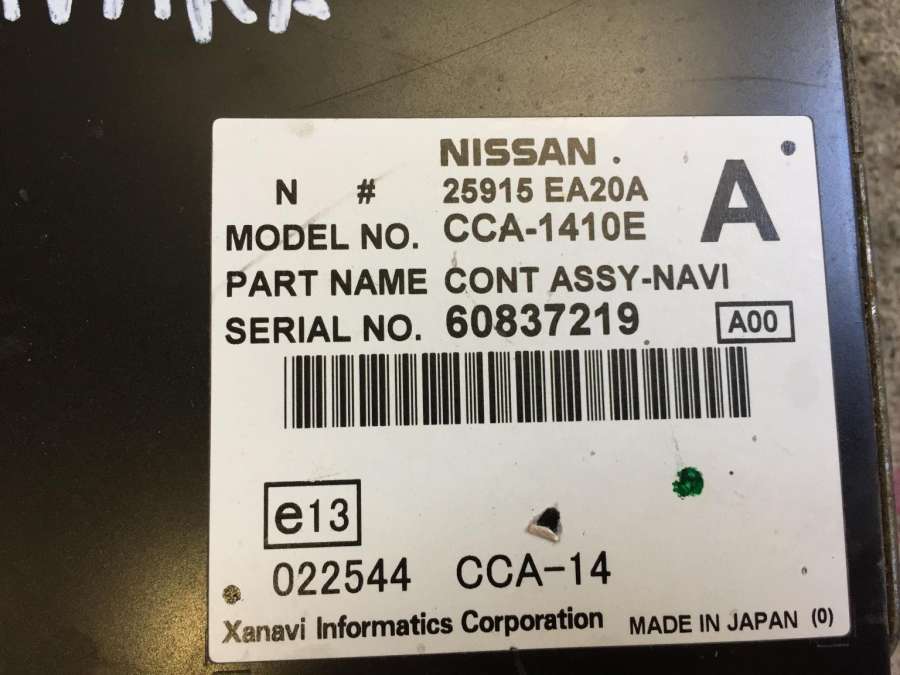 NISSAN
N # 25915 EA20A
A
MODEL NO. CCA-1410E
PART NAME CONT ASSY-NAVI
SERIAL NO. 60837219
A00
e13
022544 CCA-14
Xanavi Informatics Corporation MADE IN JAPAN (0)